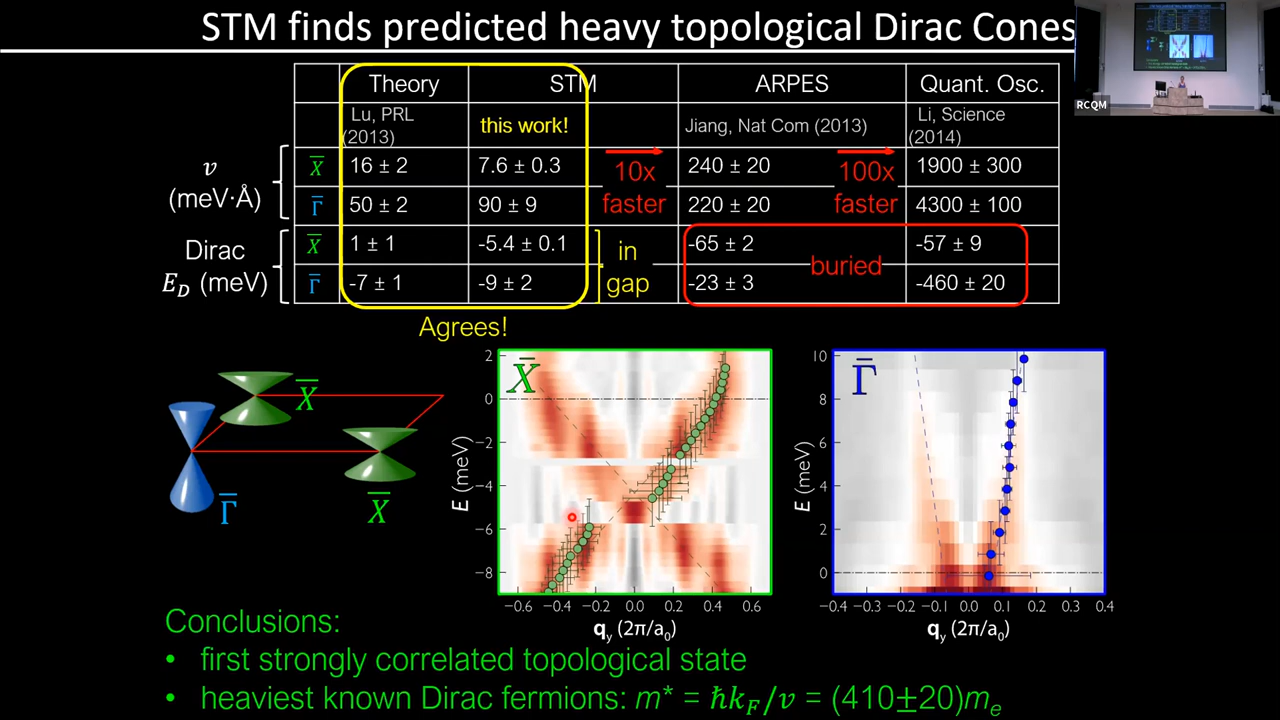 STM finds predicted heavy topological Dirac Cones
RCQM
Theory STM ARPES Quant. Osc.
Lu, PRL (2013) this work! Jiang, Nat Com (2013) Li, Science (2014)
v (meV·Å)
X̅ 16 ± 2 7.6 ± 0.3 10x faster 240 ± 20 100x faster 1900 ± 300
Γ̅ 50 ± 2 90 ± 9 220 ± 20 4300 ± 100
Dirac E_D (meV)
X̅ 1 ± 1 -5.4 ± 0.1 in gap -65 ± 2 buried -57 ± 9
Γ̅ -7 ± 1 -9 ± 2 -23 ± 3 -460 ± 20
Agrees!
X̅
Γ̅
X̅
X̅
E (meV)
2
0
−2
−4
−6
−8
−0.6 −0.4 −0.2 0.0 0.2 0.4 0.6
q_y (2π/a₀)
Γ̅
E (meV)
10
8
6
4
2
0
−0.4 −0.3 −0.2 −0.1 0.0 0.1 0.2 0.3 0.4
q_y (2π/a₀)
Conclusions:
• first strongly correlated topological state
• heaviest known Dirac fermions: m* = ħk_F/v = (410±20)m_e